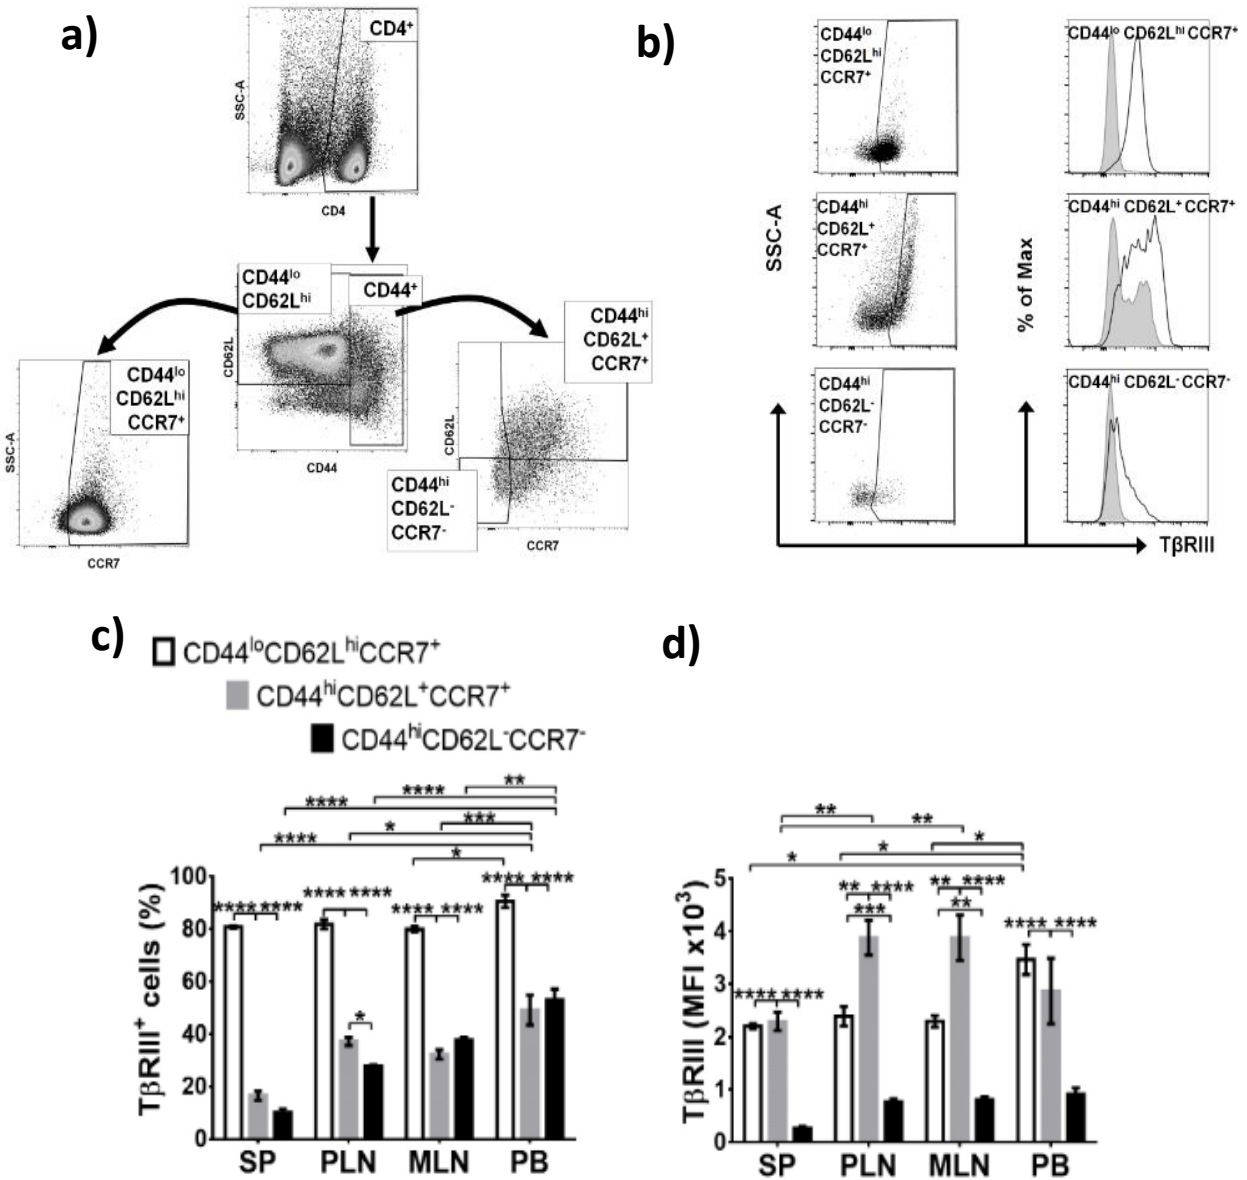 a)
CD4⁺
SSC-A
CD4
CD44ˡᵒ
CD62Lʰⁱ
CD44⁺
CD62L
CD44
CD44ˡᵒ
CD62Lʰⁱ
CCR7⁺
SSC-A
CCR7
CD44ʰⁱ
CD62L⁺
CCR7⁺
CD62L
CD44ʰⁱ
CD62L⁻
CCR7⁻
CCR7
b)
CD44ˡᵒ
CD62Lʰⁱ
CCR7⁺
CD44ˡᵒ CD62Lʰⁱ CCR7⁺
CD44ʰⁱ
CD62L⁺
CCR7⁺
CD44ʰⁱ CD62L⁺ CCR7⁺
CD44ʰⁱ
CD62L⁻
CCR7⁻
CD44ʰⁱ CD62L⁻ CCR7⁻
SSC-A
% of Max
TβRIII
c)
CD44ˡᵒCD62LʰⁱCCR7⁺
CD44ʰⁱCD62L⁺CCR7⁺
CD44ʰⁱCD62L⁻CCR7⁻
**
****
****
***
*
****
*
**** ****
**** ****
**** ****
**** ****
*
TβRIII⁺ cells (%)
100
80
60
40
20
0
SP PLN MLN PB
d)
**
**
*
*
*
** ****
***
** ****
**
**** ****
**** ****
TβRIII (MFI x10³)
5
4
3
2
1
0
SP PLN MLN PB